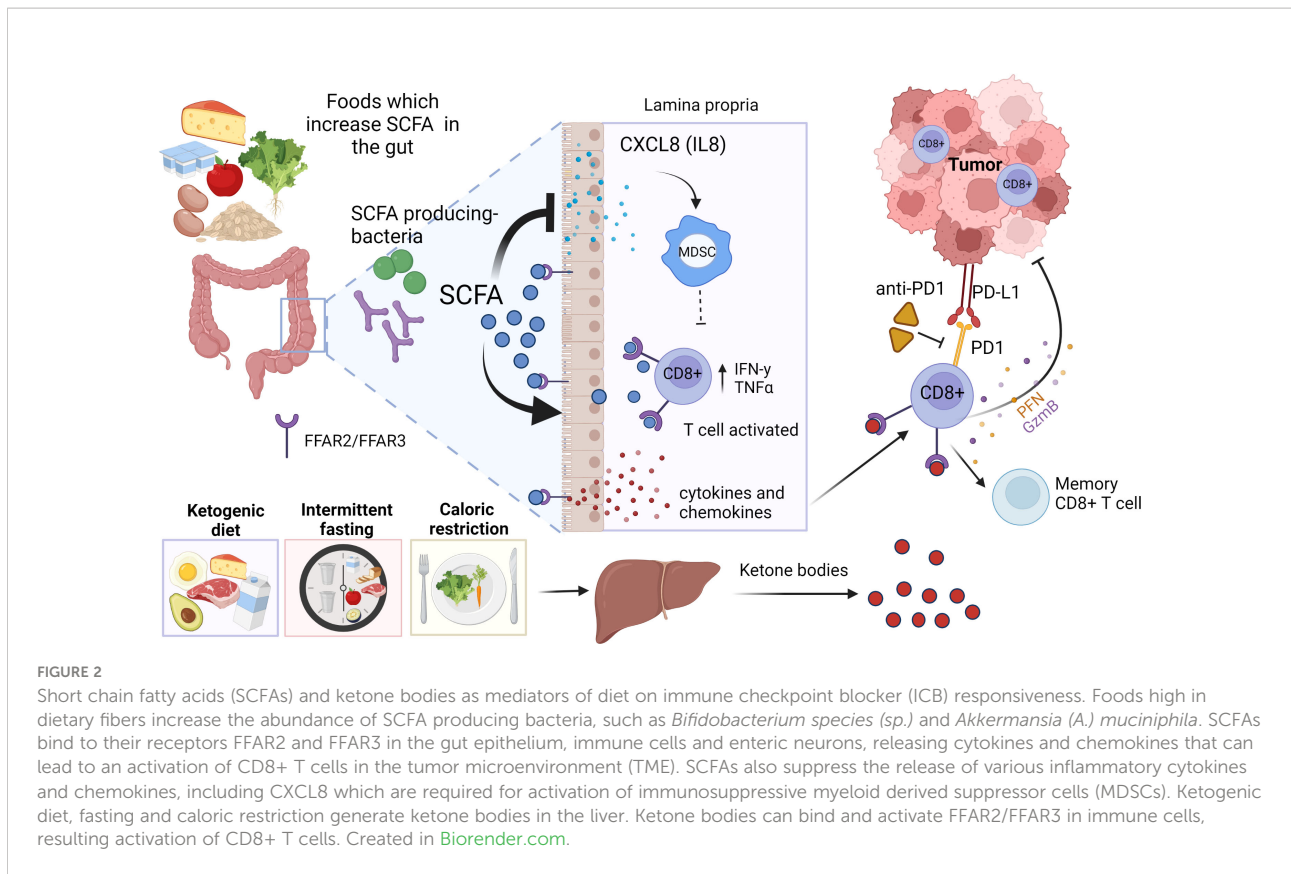 Foods which
increase SCFA in
the gut
SCFA producing-
bacteria
SCFA
FFAR2/FFAR3
Lamina propria
CXCL8 (IL8)
MDSC
CD8+
IFN-y
TNFα
T cell activated
cytokines and
chemokines
CD8+
Tumor
CD8+
anti-PD1
PD-L1
PD1
CD8+
PFN
GzmB
Memory
CD8+ T cell
Ketogenic
diet
Intermittent
fasting
Caloric
restriction
Ketone bodies
FIGURE 2
Short chain fatty acids (SCFAs) and ketone bodies as mediators of diet on immune checkpoint blocker (ICB) responsiveness. Foods high in
dietary fibers increase the abundance of SCFA producing bacteria, such as Bifidobacterium species (sp.) and Akkermansia (A.) muciniphila. SCFAs
bind to their receptors FFAR2 and FFAR3 in the gut epithelium, immune cells and enteric neurons, releasing cytokines and chemokines that can
lead to an activation of CD8+ T cells in the tumor microenvironment (TME). SCFAs also suppress the release of various inflammatory cytokines
and chemokines, including CXCL8 which are required for activation of immunosuppressive myeloid derived suppressor cells (MDSCs). Ketogenic
diet, fasting and caloric restriction generate ketone bodies in the liver. Ketone bodies can bind and activate FFAR2/FFAR3 in immune cells,
resulting activation of CD8+ T cells. Created in Biorender.com.